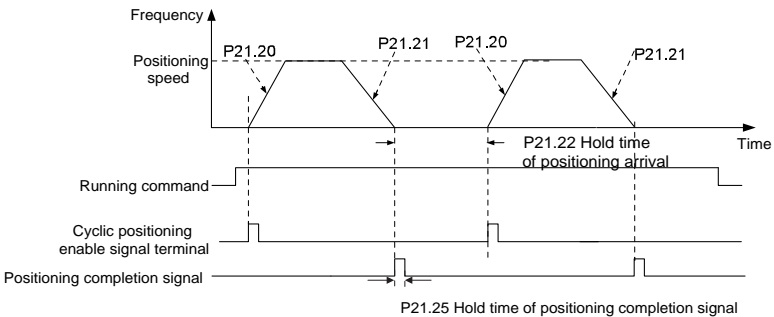 Frequency
P21.20
P21.21
P21.20
P21.21
Positioning
speed
Time
P21.22 Hold time
of positioning arrival
Running command
Cyclic positioning
enable signal terminal
Positioning completion signal
P21.25 Hold time of positioning completion signal